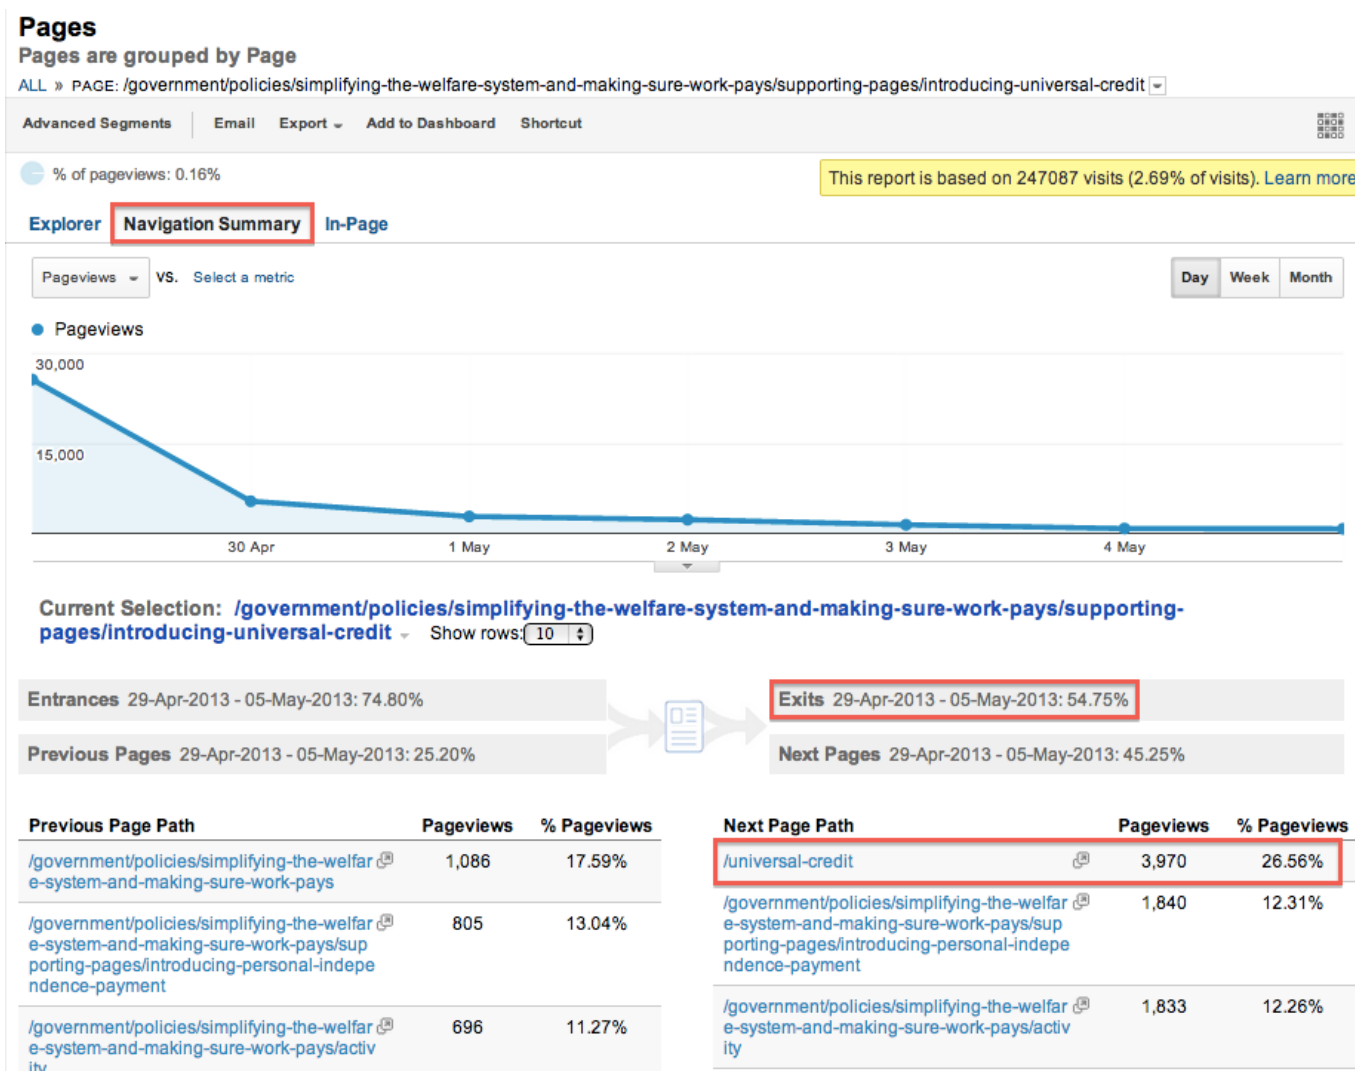 Pages
Pages are grouped by Page
ALL » PAGE: /government/policies/simplifying-the-welfare-system-and-making-sure-work-pays/supporting-pages/introducing-universal-credit
Advanced Segments Email Export Add to Dashboard Shortcut
% of pageviews: 0.16%
This report is based on 247087 visits (2.69% of visits). Learn more
Explorer Navigation Summary In-Page
Pageviews VS. Select a metric
Day Week Month
Pageviews
30,000
15,000
30 Apr 1 May 2 May 3 May 4 May
Current Selection: /government/policies/simplifying-the-welfare-system-and-making-sure-work-pays/supporting-
pages/introducing-universal-credit Show rows: 10
Entrances 29-Apr-2013 - 05-May-2013: 74.80%
Exits 29-Apr-2013 - 05-May-2013: 54.75%
Previous Pages 29-Apr-2013 - 05-May-2013: 25.20%
Next Pages 29-Apr-2013 - 05-May-2013: 45.25%
Previous Page Path Pageviews % Pageviews
/government/policies/simplifying-the-welfar 1,086 17.59%
e-system-and-making-sure-work-pays
/government/policies/simplifying-the-welfar 805 13.04%
e-system-and-making-sure-work-pays/sup
porting-pages/introducing-personal-indepe
ndence-payment
/government/policies/simplifying-the-welfar 696 11.27%
e-system-and-making-sure-work-pays/activ
ity
Next Page Path Pageviews % Pageviews
/universal-credit 3,970 26.56%
/government/policies/simplifying-the-welfar 1,840 12.31%
e-system-and-making-sure-work-pays/sup
porting-pages/introducing-personal-indepe
ndence-payment
/government/policies/simplifying-the-welfar 1,833 12.26%
e-system-and-making-sure-work-pays/activ
ity